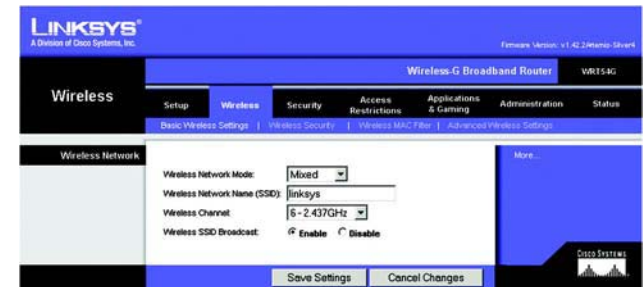 LINKSYS®
A Division of Cisco Systems, Inc.
Firmware Version: v1.42.2
Wireless-G Broadband Router WRT54G
Wireless
Setup Wireless Security Access Restrictions Applications & Gaming Administration Status
Basic Wireless Settings | Wireless Security | Wireless MAC Filter | Advanced Wireless Settings
Wireless Network
More...
Wireless Network Mode: Mixed
Wireless Network Name (SSID): linksys
Wireless Channel: 6 - 2.437GHz
Wireless SSID Broadcast: Enable Disable
CISCO SYSTEMS
Save Settings Cancel Changes